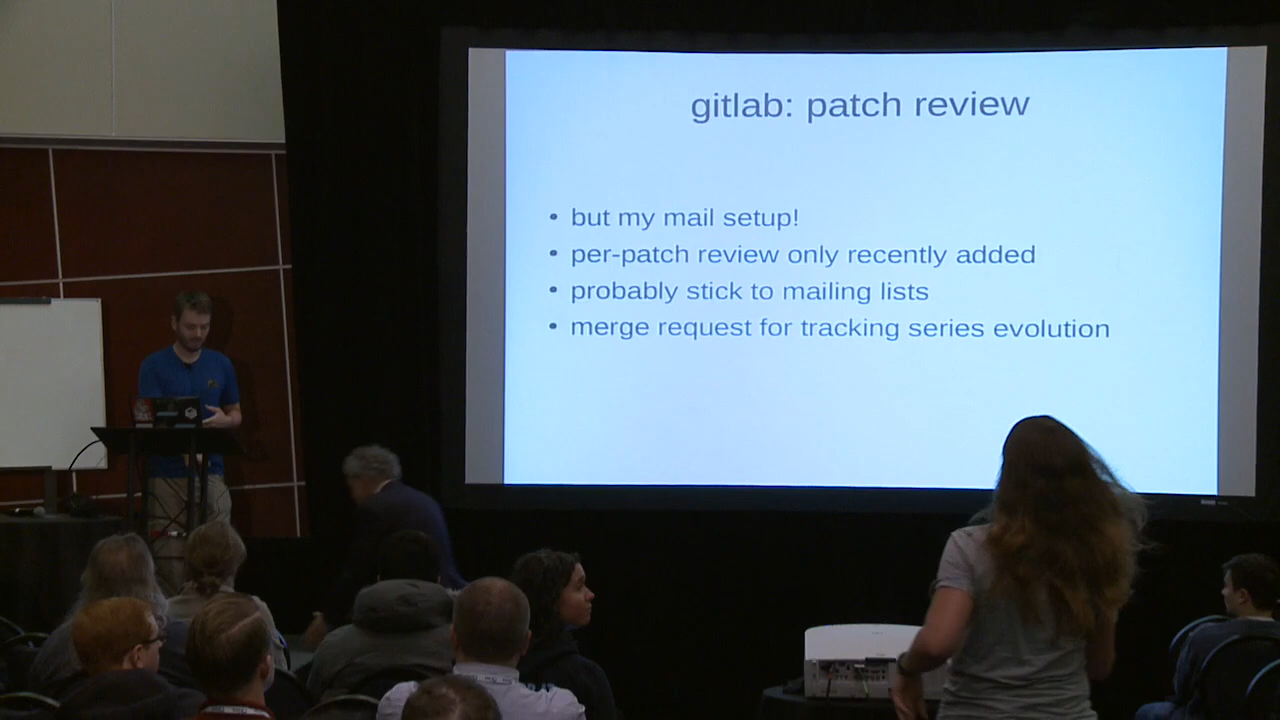 gitlab: patch review
• but my mail setup!
• per-patch review only recently added
• probably stick to mailing lists
• merge request for tracking series evolution